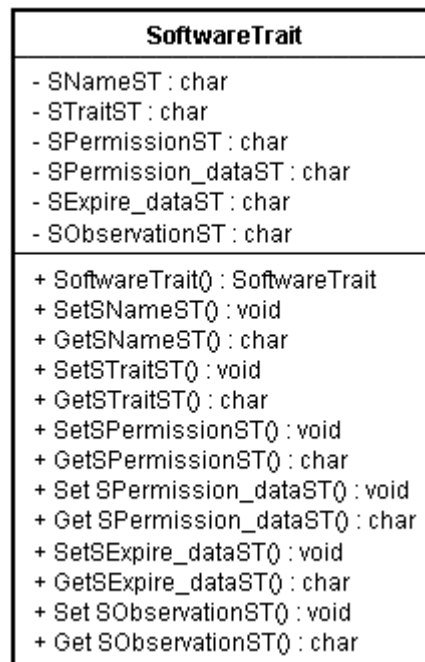 SoftwareTrait
- SNameST : char
- STraitST : char
- SPermissionST : char
- SPermission_dataST : char
- SExpire_dataST : char
- SObservationST : char
+ SoftwareTrait() : SoftwareTrait
+ SetSNameST() : void
+ GetSNameST() : char
+ SetSTraitST() : void
+ GetSTraitST() : char
+ SetSPermissionST() : void
+ GetSPermissionST() : char
+ Set SPermission_dataST() : void
+ Get SPermission_dataST() : char
+ SetSExpire_dataST() : void
+ GetSExpire_dataST() : char
+ Set SObservationST() : void
+ Get SObservationST() : char